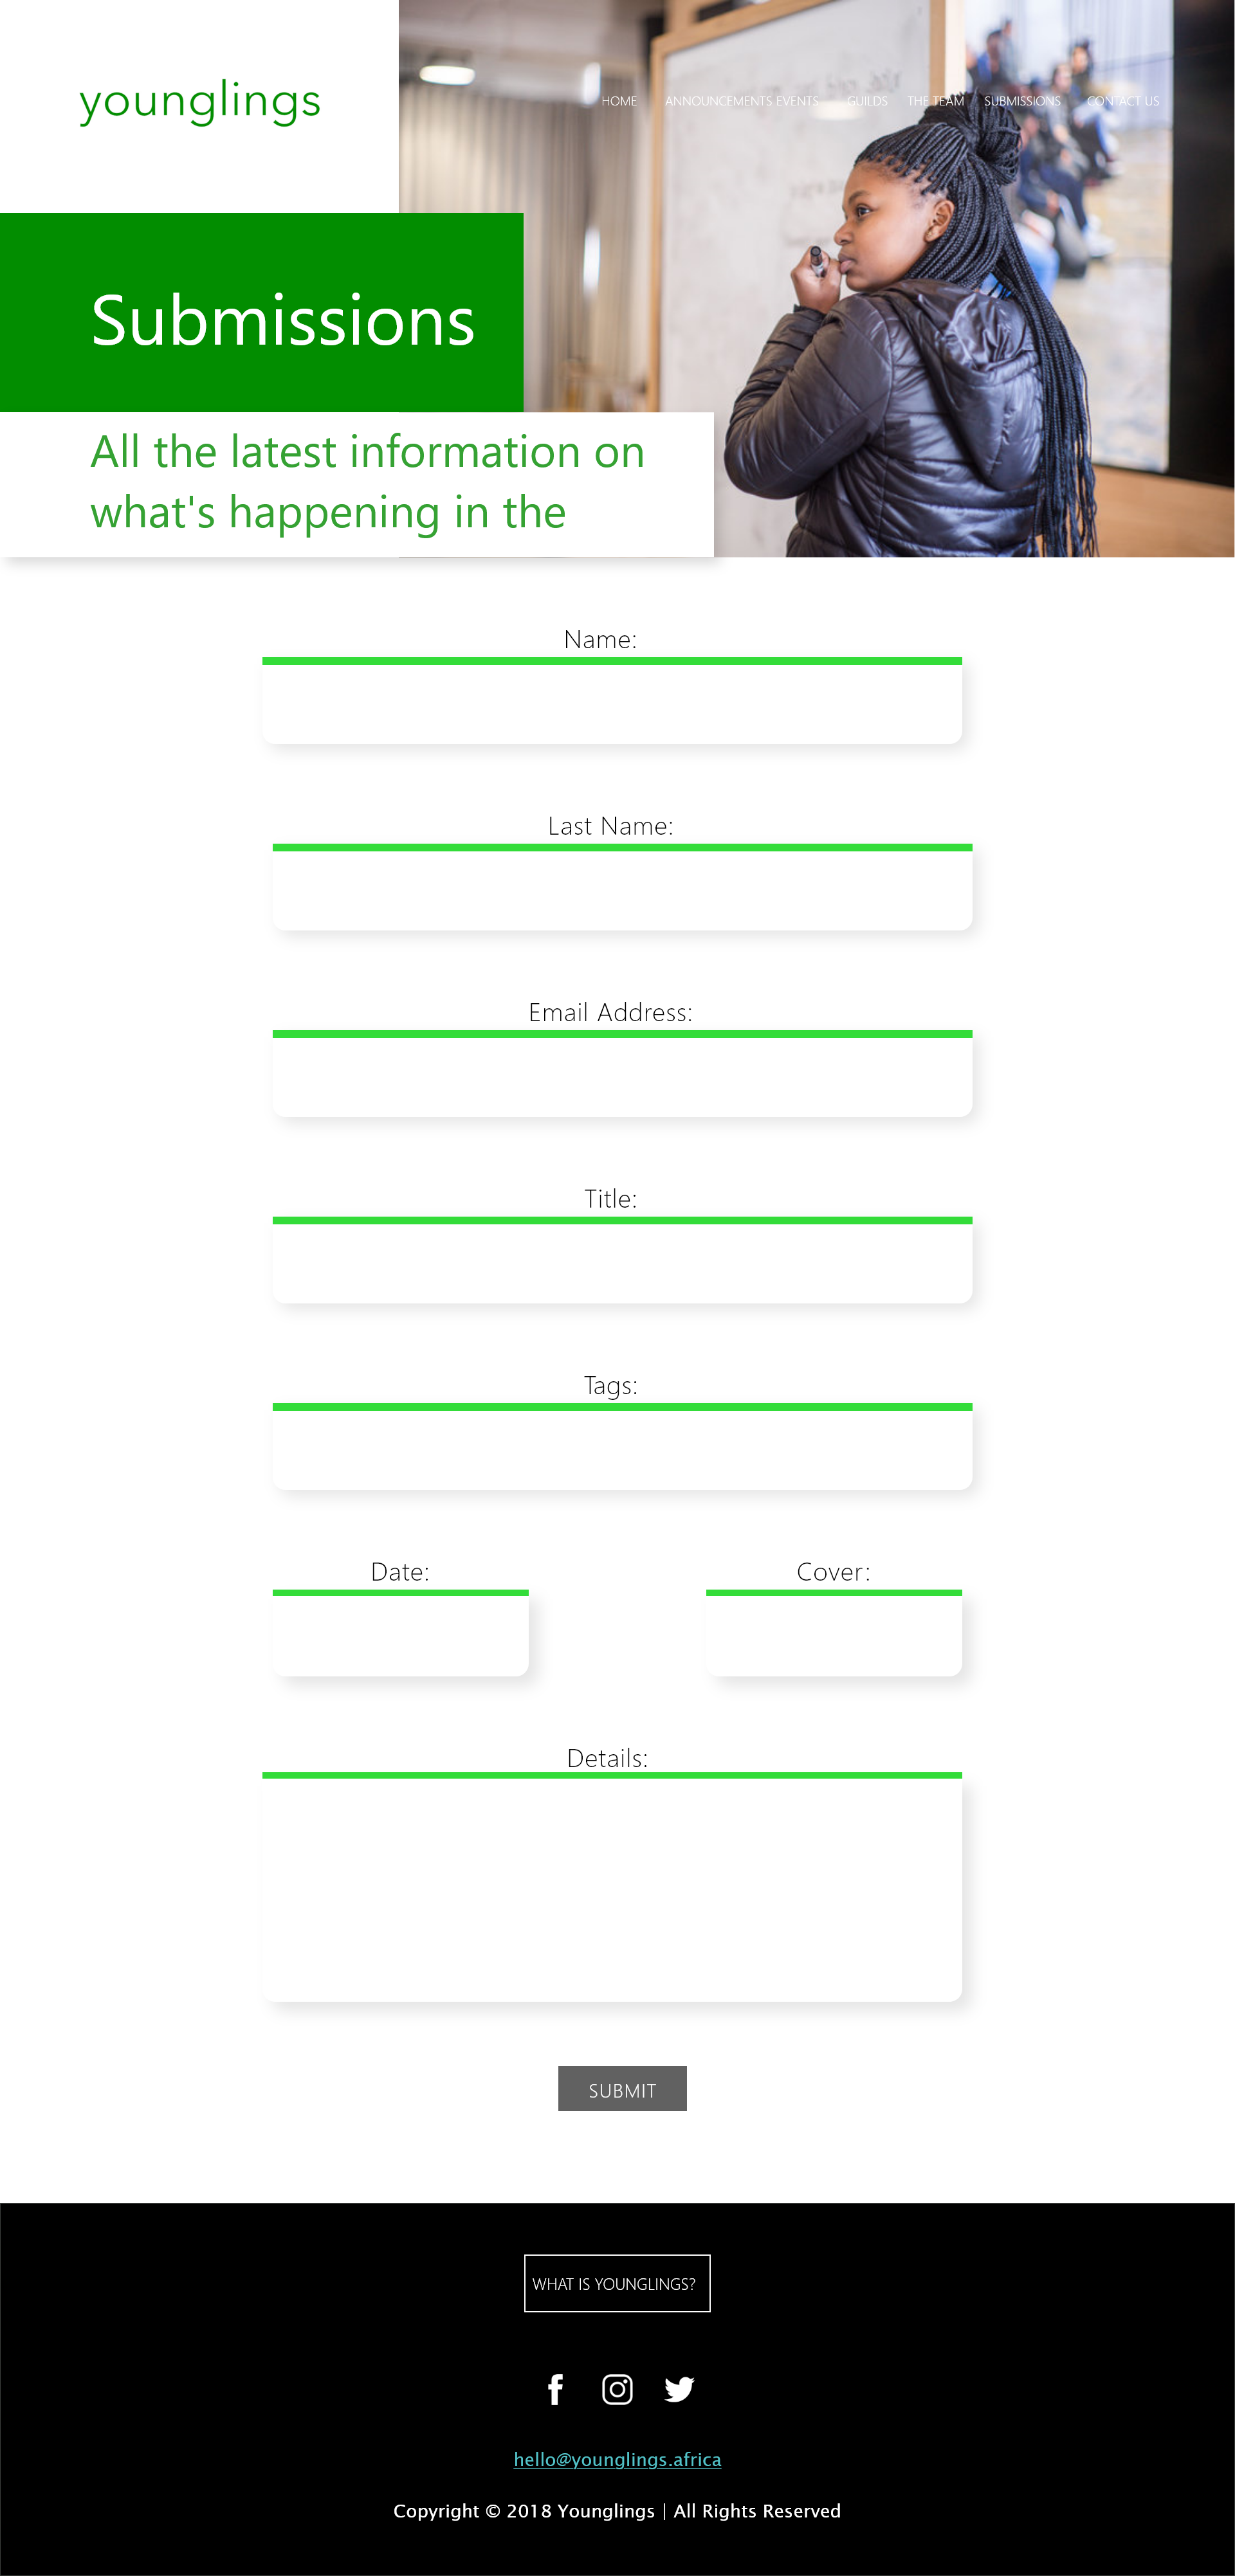 younglings
HOME ANNOUNCEMENTS EVENTS GUILDS THE TEAM SUBMISSIONS CONTACT US
Submissions
All the latest information on
what's happening in the
Name:
Last Name:
Email Address:
Title:
Tags:
Date: Cover:
Details:
SUBMIT
WHAT IS YOUNGLINGS?
hello@younglings.africa
Copyright © 2018 Younglings | All Rights Reserved